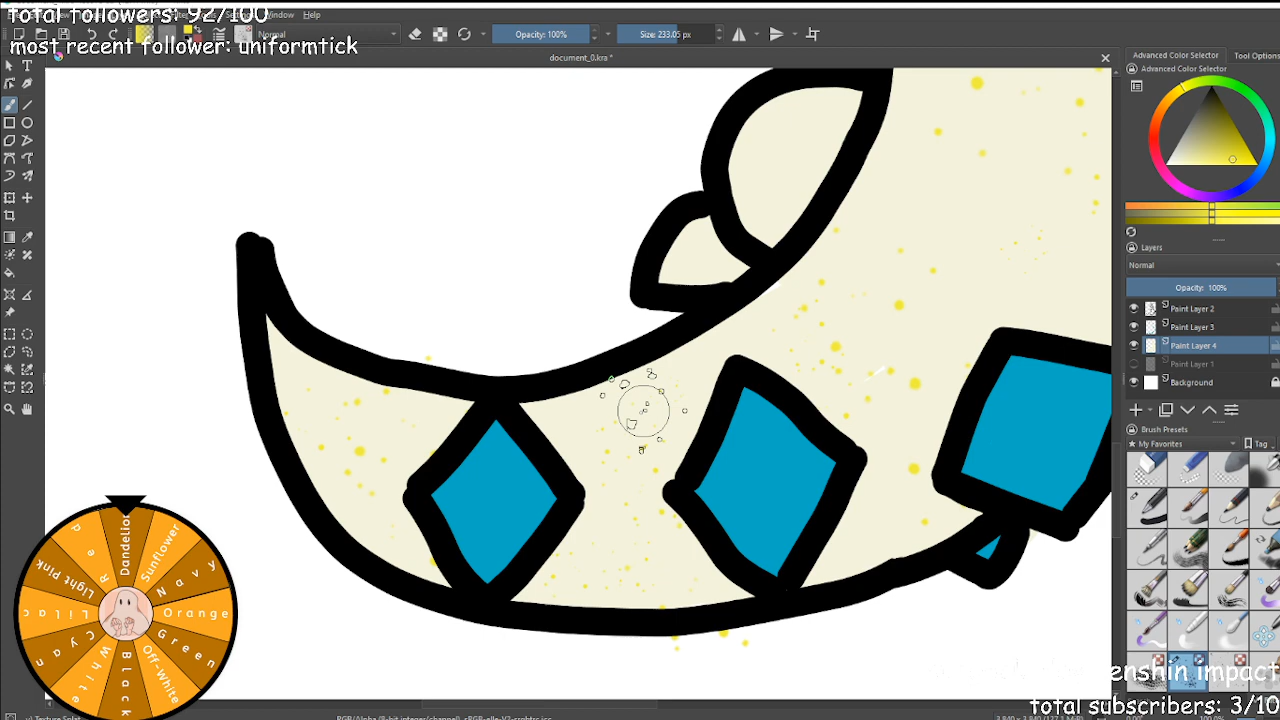 total followers: 92/100
Window Help
most recent follower: uniformtick
Normal
Opacity: 100%
Size: 233.05 px
document_0.kra *
Advanced Color Selector
Tool Options
Advanced Color Selector
Layers
Normal
Opacity: 100%
Paint Layer 2
Paint Layer 3
Paint Layer 4
Paint Layer 1
Background
Brush Presets
My Favorites
Tag
Dandelion
Sunflower
Navy
Orange
Green
Off-White
Black
White
Cyan
Lilac
Light Pink
Red
enshin impact
total subscribers: 3/10